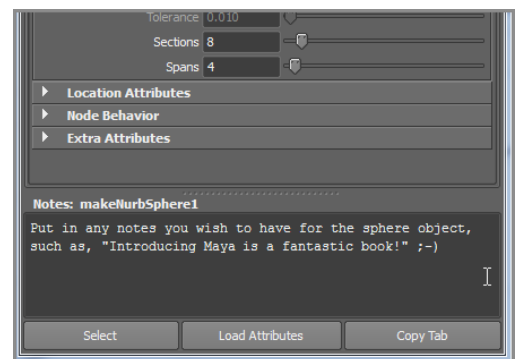 Tolerance 0.010
Sections 8
Spans 4
Location Attributes
Node Behavior
Extra Attributes
Notes: makeNurbSphere1
Put in any notes you wish to have for the sphere object,
such as, "Introducing Maya is a fantastic book!" ;-)
Select Load Attributes Copy Tab